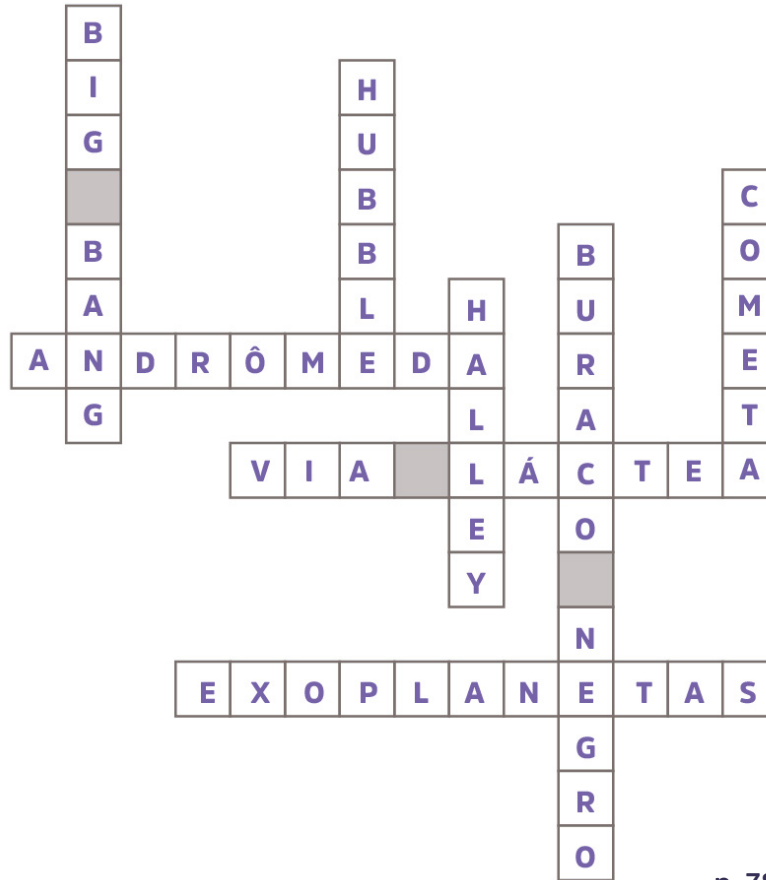 BIG BANG
HUBBLE
COMETA
BURACO NEGRO
HALLEY
ANDRÔMEDA
VIA LÁCTEA
EXOPLANETAS